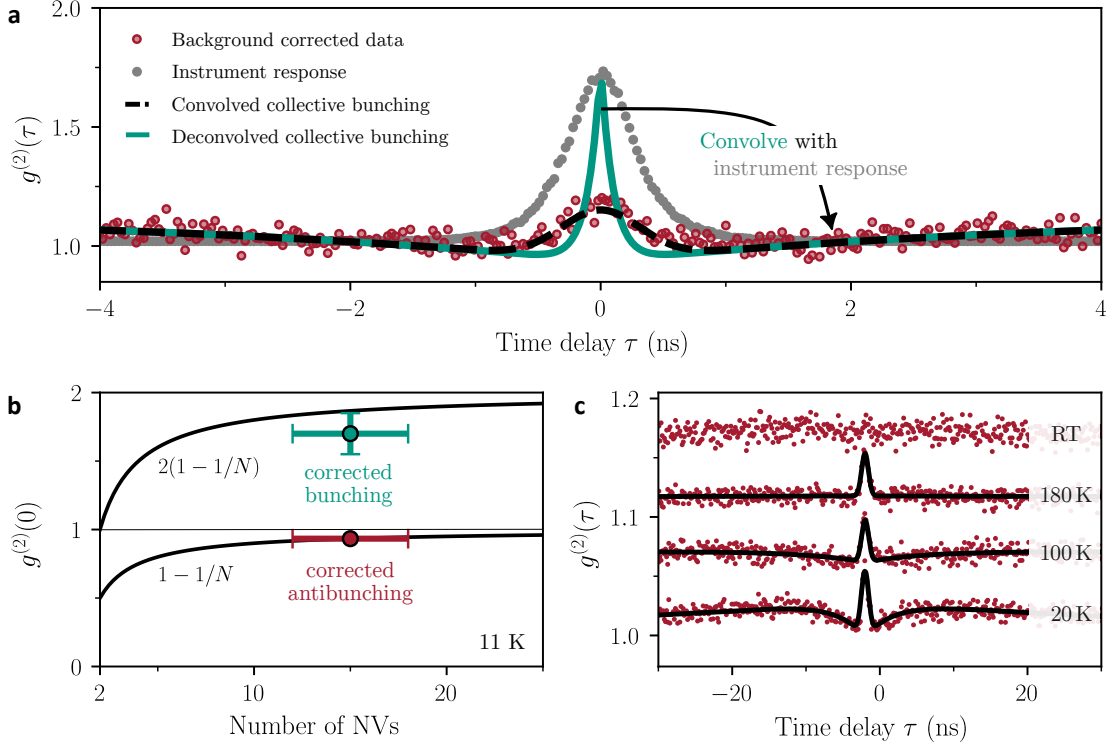 a
2.0
1.5
1.0
g(2)(τ)
Background corrected data
Instrument response
Convolved collective bunching
Deconvolved collective bunching
Convolve with
instrument response
−4
−2
0
2
4
Time delay τ (ns)
b
2
1
0
g(2)(0)
2(1 − 1/N)
corrected
bunching
1 − 1/N
corrected
antibunching
11 K
2
10
20
Number of NVs
c
1.2
1.1
1.0
g(2)(τ)
RT
180 K
100 K
20 K
−20
0
20
Time delay τ (ns)